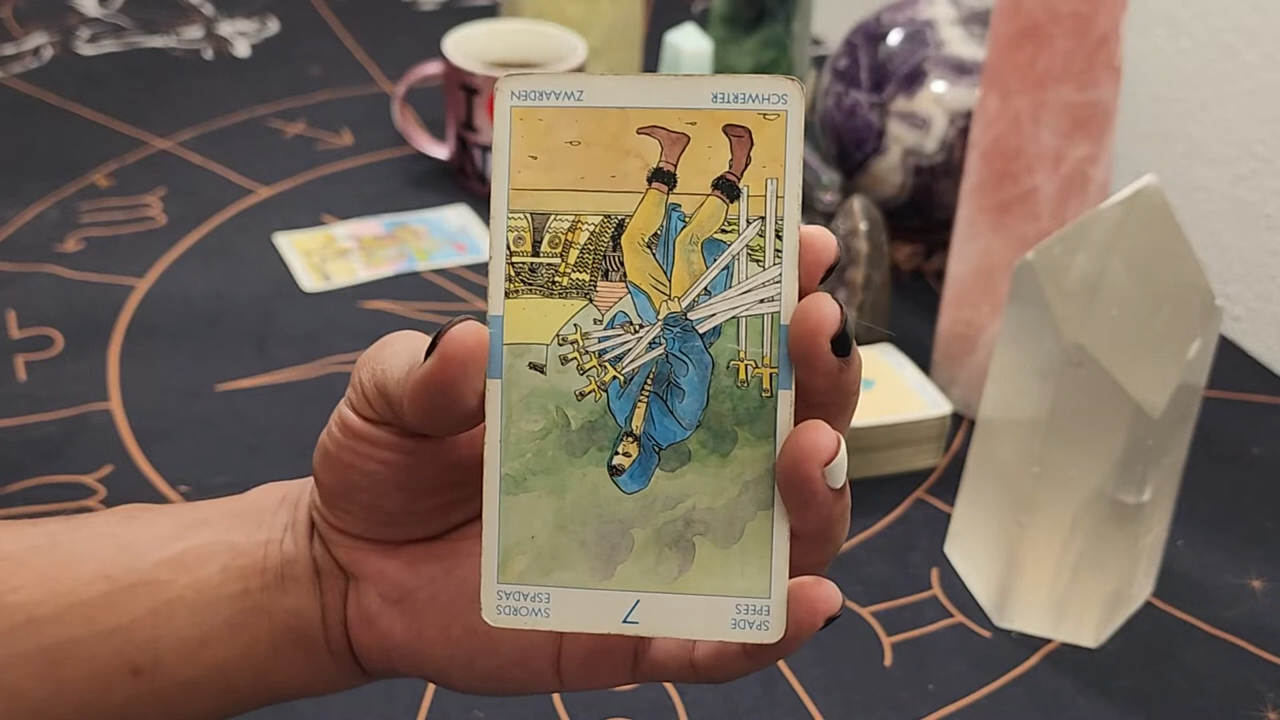 SPADE
EPEES
7
SWORDS
ESPADAS
SCHWERTER
ZWAARDEN
I